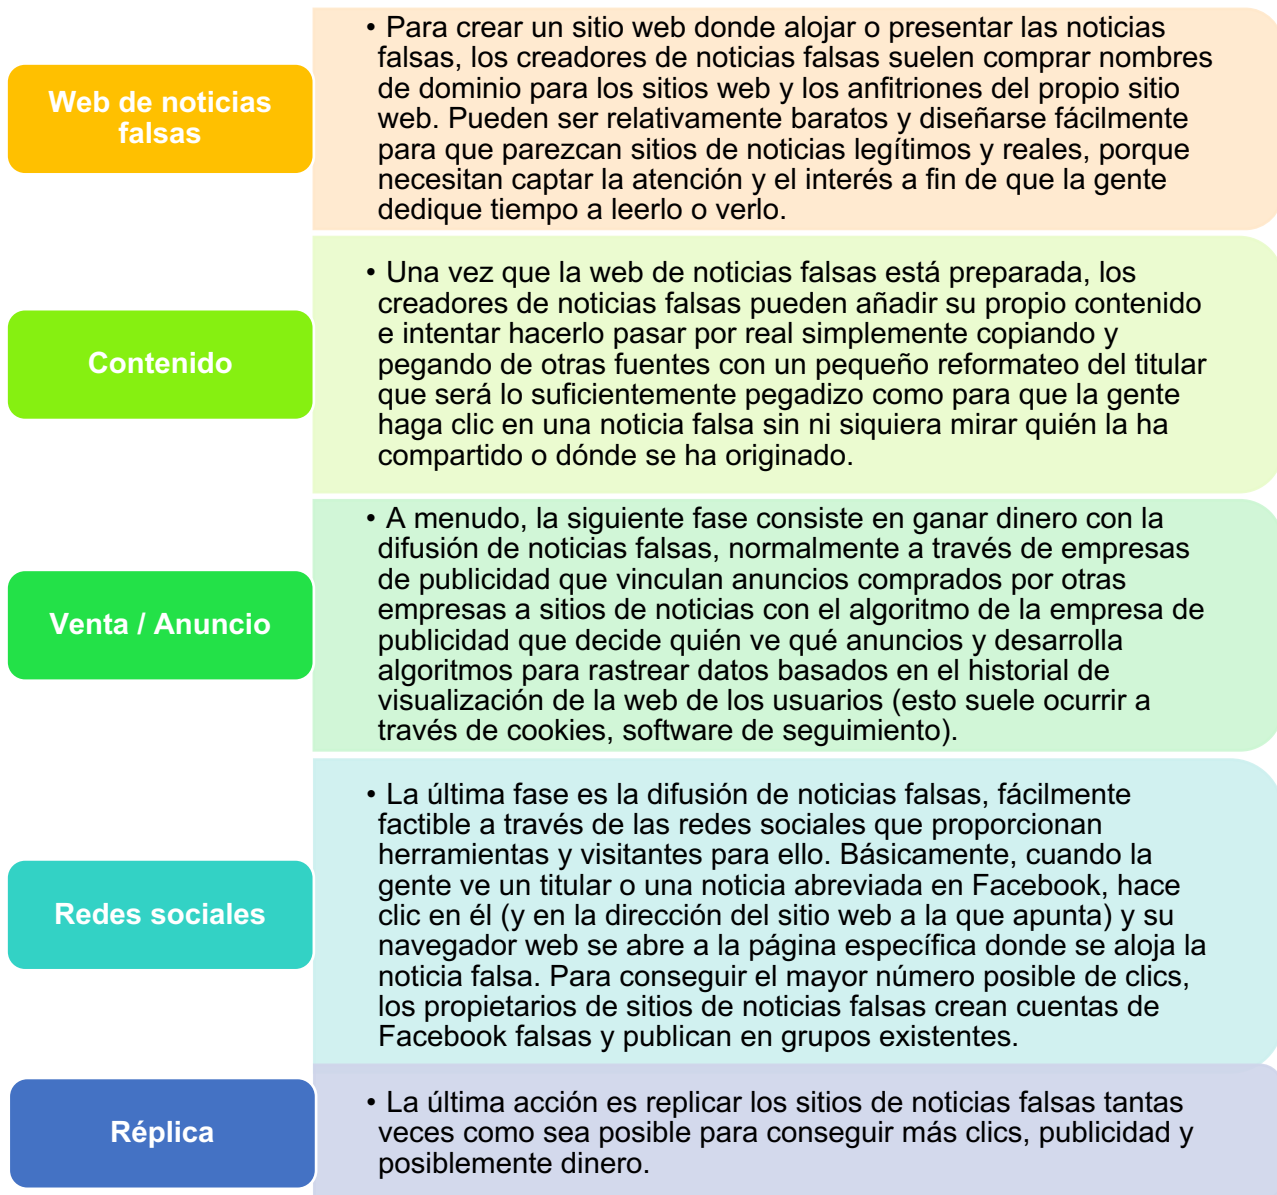 Web de noticias
falsas
• Para crear un sitio web donde alojar o presentar las noticias
falsas, los creadores de noticias falsas suelen comprar nombres
de dominio para los sitios web y los anfitriones del propio sitio
web. Pueden ser relativamente baratos y diseñarse fácilmente
para que parezcan sitios de noticias legítimos y reales, porque
necesitan captar la atención y el interés a fin de que la gente
dedique tiempo a leerlo o verlo.
Contenido
• Una vez que la web de noticias falsas está preparada, los
creadores de noticias falsas pueden añadir su propio contenido
e intentar hacerlo pasar por real simplemente copiando y
pegando de otras fuentes con un pequeño reformateo del titular
que será lo suficientemente pegadizo como para que la gente
haga clic en una noticia falsa sin ni siquiera mirar quién la ha
compartido o dónde se ha originado.
Venta / Anuncio
• A menudo, la siguiente fase consiste en ganar dinero con la
difusión de noticias falsas, normalmente a través de empresas
de publicidad que vinculan anuncios comprados por otras
empresas a sitios de noticias con el algoritmo de la empresa de
publicidad que decide quién ve qué anuncios y desarrolla
algoritmos para rastrear datos basados en el historial de
visualización de la web de los usuarios (esto suele ocurrir a
través de cookies, software de seguimiento).
Redes sociales
• La última fase es la difusión de noticias falsas, fácilmente
factible a través de las redes sociales que proporcionan
herramientas y visitantes para ello. Básicamente, cuando la
gente ve un titular o una noticia abreviada en Facebook, hace
clic en él (y en la dirección del sitio web a la que apunta) y su
navegador web se abre a la página específica donde se aloja la
noticia falsa. Para conseguir el mayor número posible de clics,
los propietarios de sitios de noticias falsas crean cuentas de
Facebook falsas y publican en grupos existentes.
Réplica
• La última acción es replicar los sitios de noticias falsas tantas
veces como sea posible para conseguir más clics, publicidad y
posiblemente dinero.